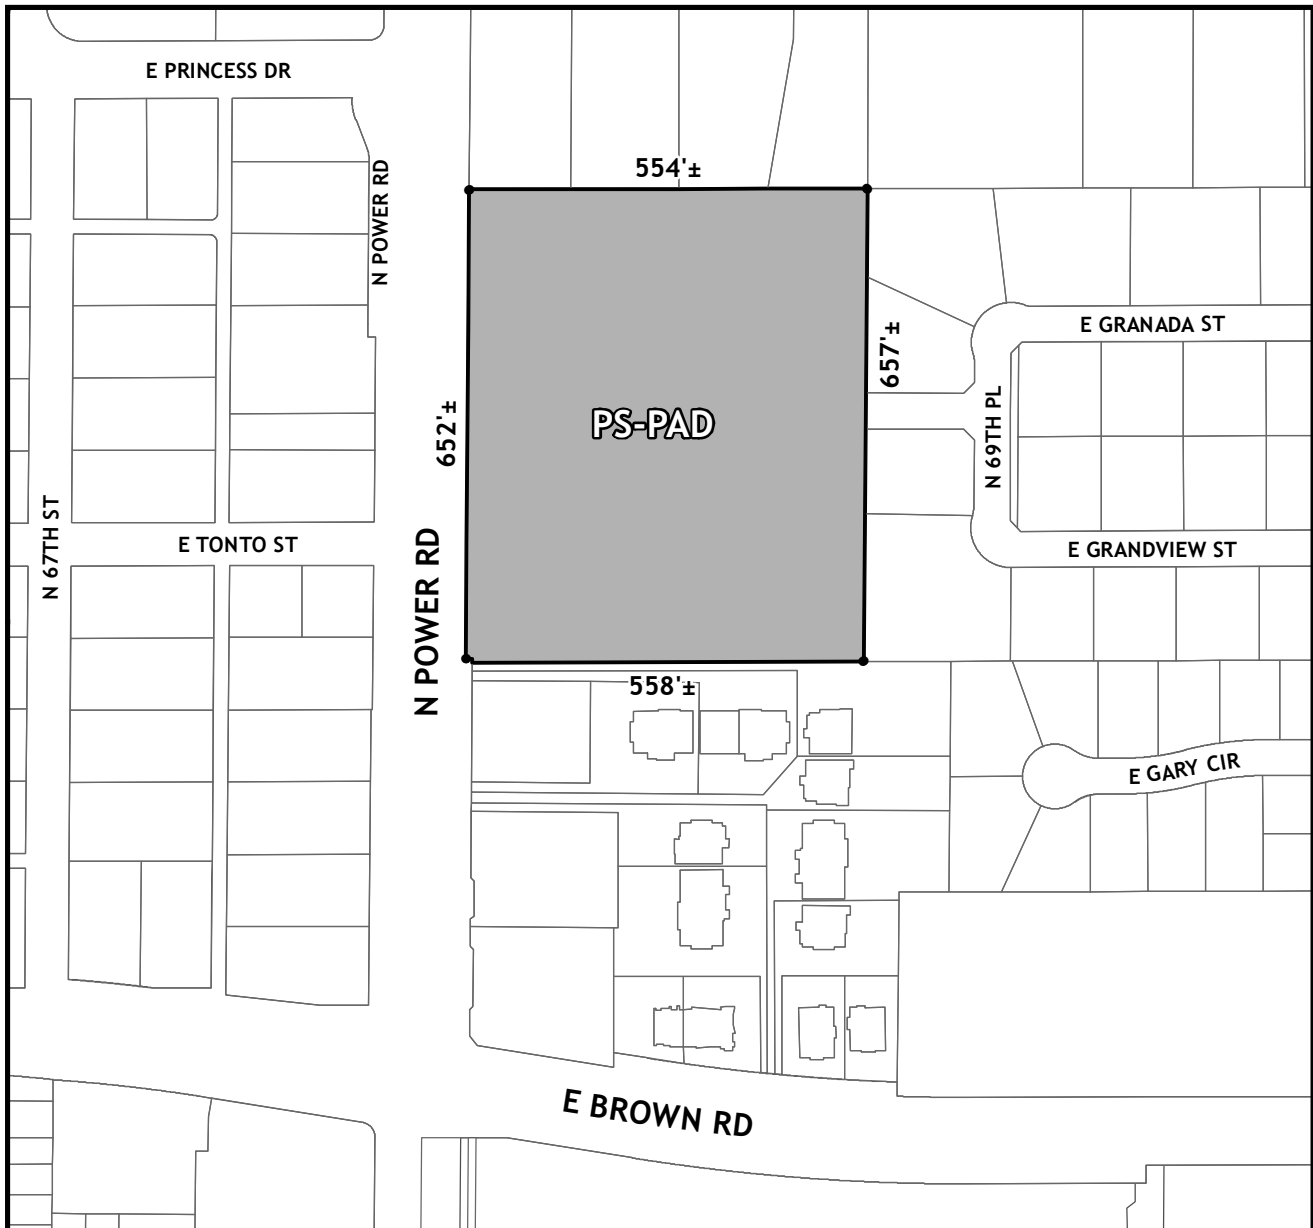 E PRINCESS DR
554'±
N POWER RD
E GRANADA ST
657'±
652'±
PS-PAD
N 69TH PL
N 67TH ST
E TONTO ST
E GRANDVIEW ST
N POWER RD
558'±
E GARY CIR
E BROWN RD